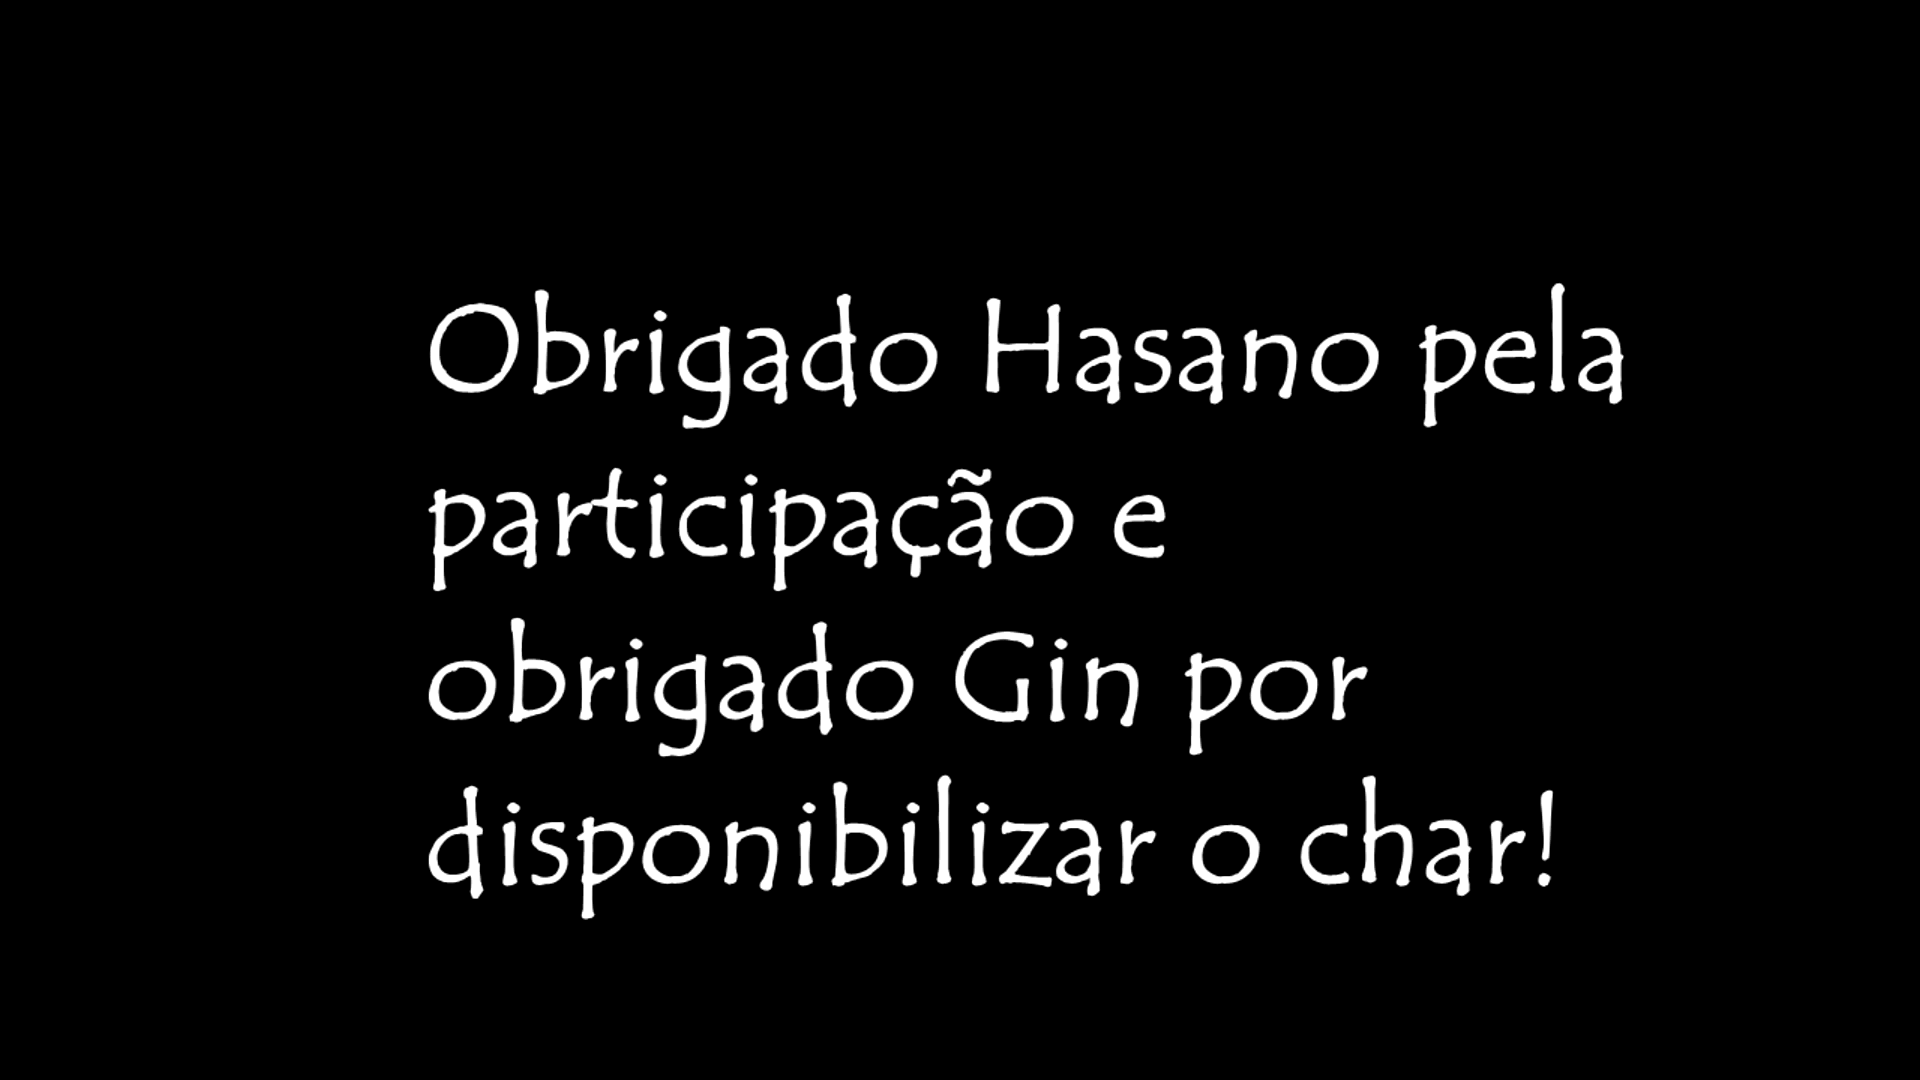 Obrigado Hasano pela
participação e
obrigado Gin por
disponibilizar o char!